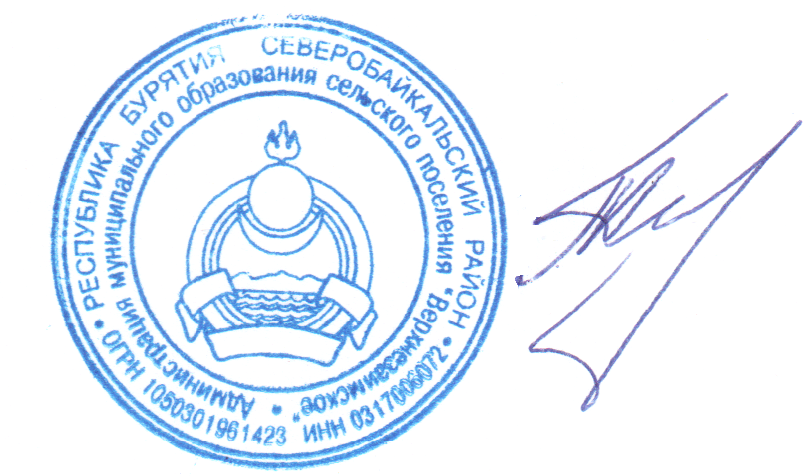 РЕСПУБЛИКА БУРЯТИЯ СЕВЕРОБАЙКАЛЬСКИЙ РАЙОН •
ОГРН 1050301961423 ИНН 0317006072 •
Администрация муниципального образования сельского поселения "Верхнезаимское" •